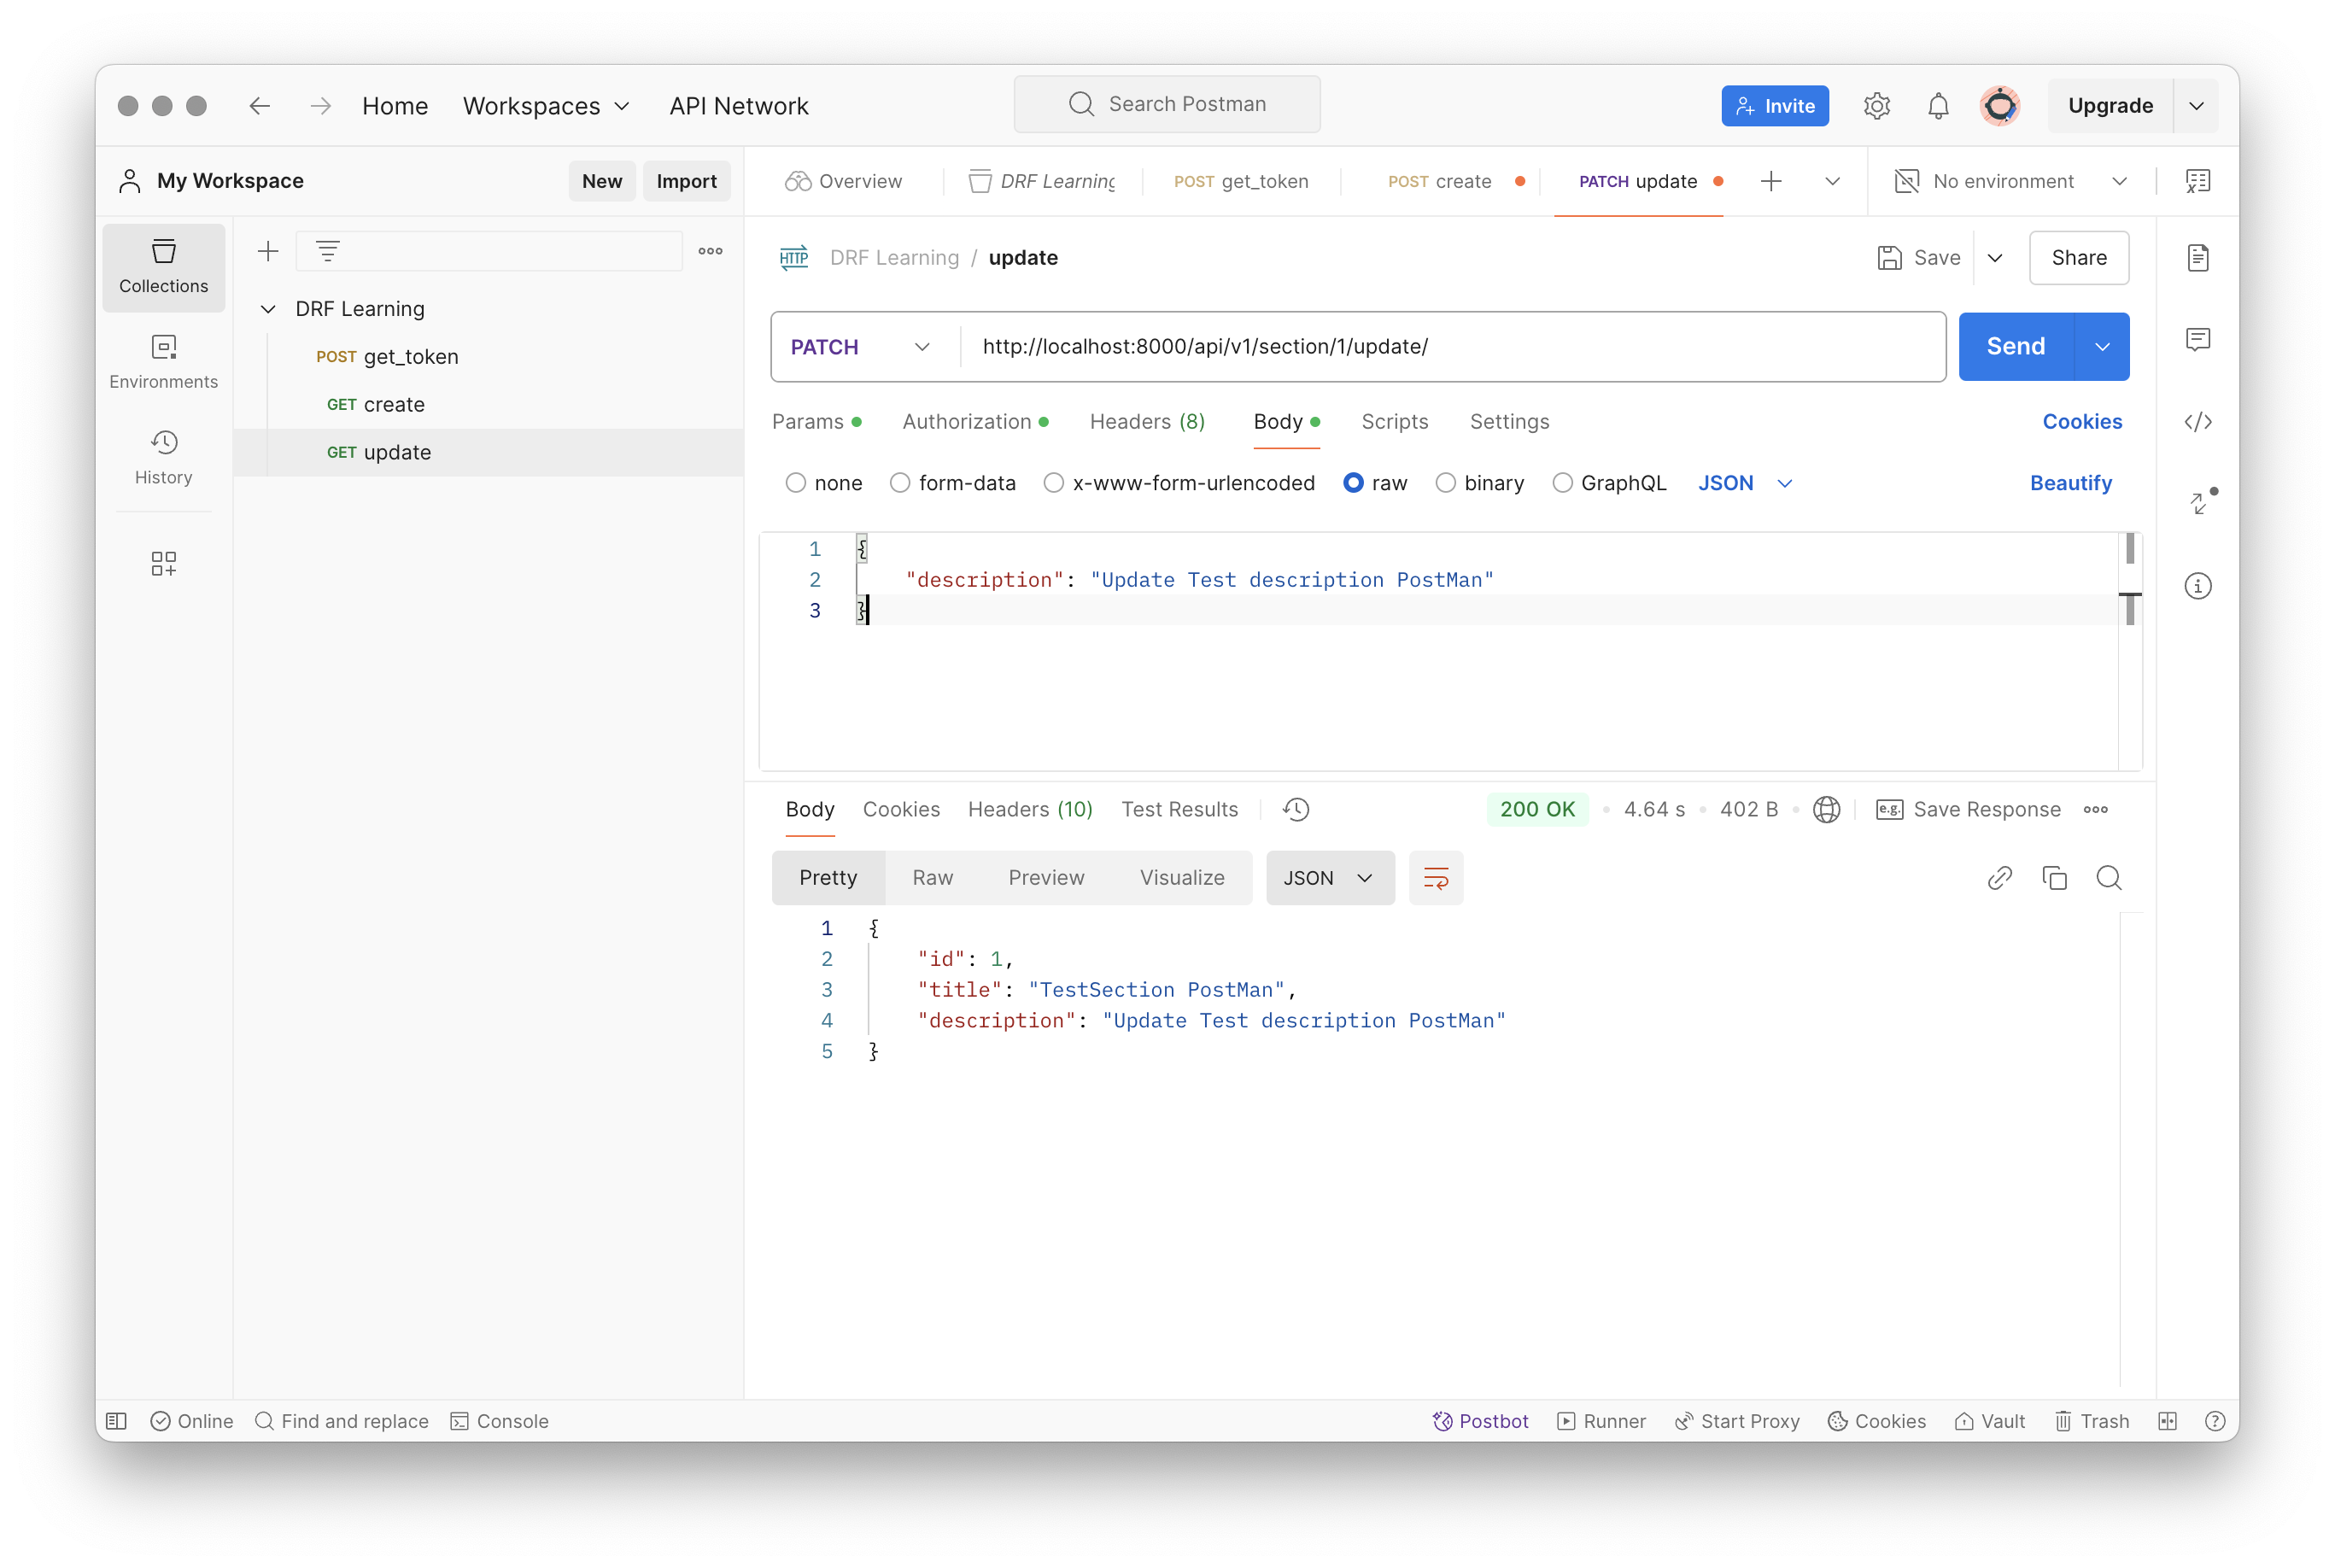 Home Workspaces API Network Search Postman Invite Upgrade
My Workspace New Import Overview DRF Learning POST get_token POST create PATCH update No environment
Collections
Environments
History
DRF Learning
POST get_token
GET create
GET update
HTTP DRF Learning / update Save Share
PATCH http://localhost:8000/api/v1/section/1/update/ Send
Params Authorization Headers (8) Body Scripts Settings Cookies
none form-data x-www-form-urlencoded raw binary GraphQL JSON Beautify
1 {
2 "description": "Update Test description PostMan"
3 }
Body Cookies Headers (10) Test Results 200 OK 4.64 s 402 B e.g. Save Response
Pretty Raw Preview Visualize JSON
1 {
2 "id": 1,
3 "title": "TestSection PostMan",
4 "description": "Update Test description PostMan"
5 }
Online Find and replace Console Postbot Runner Start Proxy Cookies Vault Trash